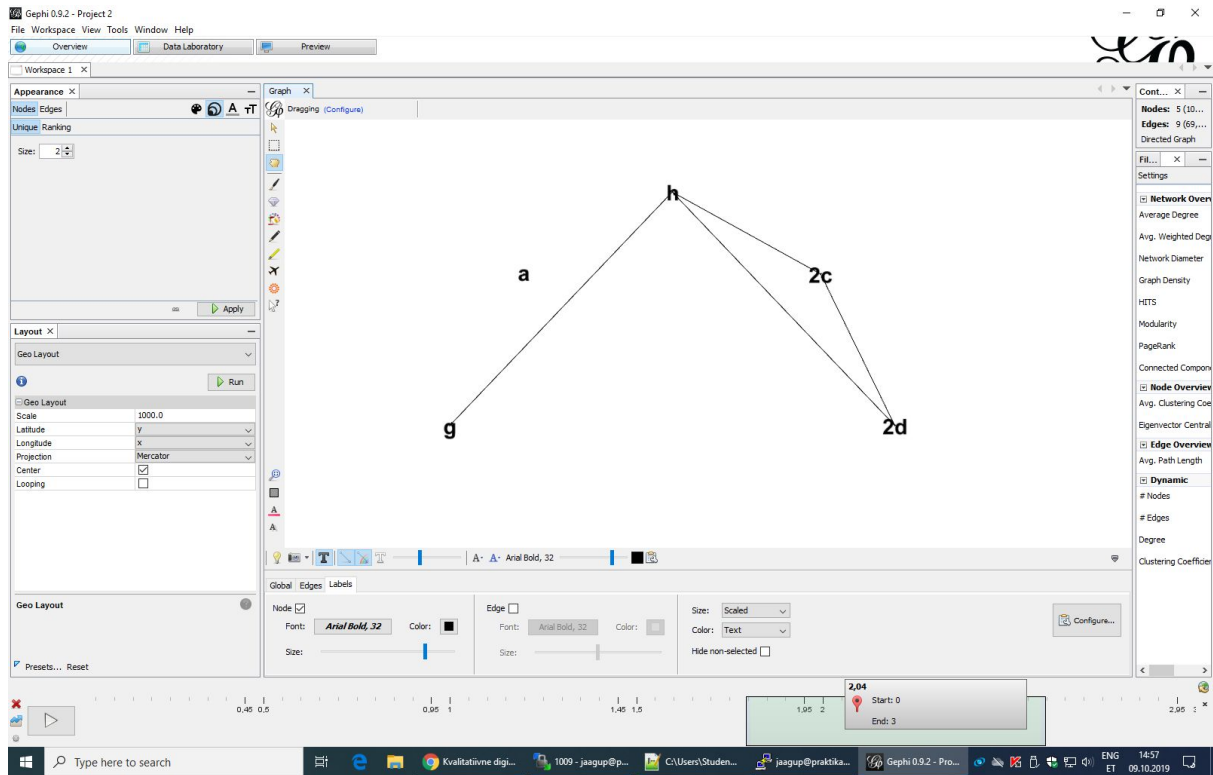 Gephi 0.9.2 - Project 2
File Workspace View Tools Window Help
Overview Data Laboratory Preview
Workspace 1
Appearance
Nodes Edges
Unique Ranking
Size: 2
Apply
Layout
Geo Layout
Run
Geo Layout
Scale 1000.0
Latitude y
Longitude x
Projection Mercator
Center
Looping
Geo Layout
Presets... Reset
Graph
Dragging (Configure)
h
a
2c
g
2d
A- A- Arial Bold, 32
Global Edges Labels
Node
Font: Arial Bold, 32 Color:
Size:
Edge
Font: Arial Bold, 32 Color:
Size:
Size: Scaled
Color: Text
Hide non-selected
Configure...
Cont...
Nodes: 5 (10...
Edges: 9 (69,...
Directed Graph
Fil...
Settings
Network Over
Average Degree
Avg. Weighted Deg
Network Diameter
Graph Density
HITS
Modularity
PageRank
Connected Compon
Node Overview
Avg. Clustering Coe
Eigenvector Central
Edge Overview
Avg. Path Length
Dynamic
# Nodes
# Edges
Degree
Clustering Coefficien
0,45 0,5 0,95 1 1,45 1,5 1,95 2 2,95 3
2,04
Start: 0
End: 3
Type here to search
Kvalitatiivne digi... 1009 - jaagup@p... C:\Users\Studen... jaagup@praktika... Gephi 0.9.2 - Pro...
ENG
ET
14:57
09.10.2019